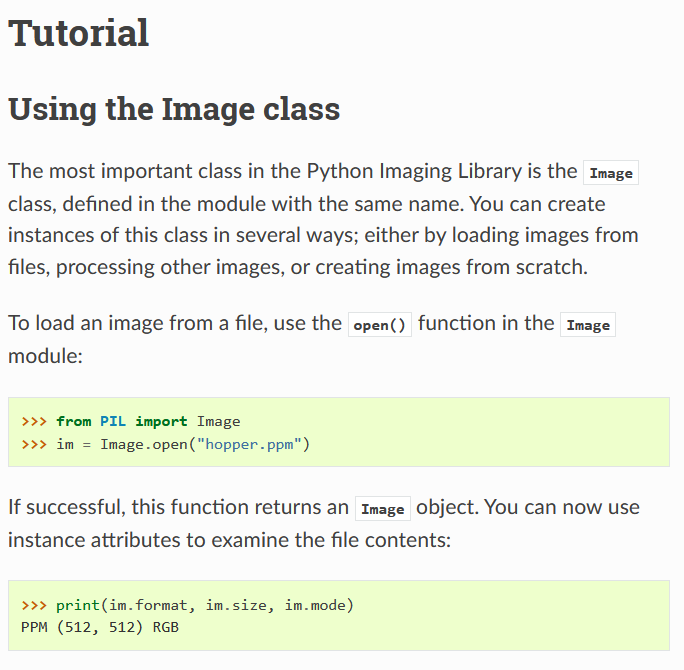 Tutorial
Using the Image class
The most important class in the Python Imaging Library is the Image
class, defined in the module with the same name. You can create
instances of this class in several ways; either by loading images from
files, processing other images, or creating images from scratch.
To load an image from a file, use the open() function in the Image
module:
>>> from PIL import Image
>>> im = Image.open("hopper.ppm")
If successful, this function returns an Image object. You can now use
instance attributes to examine the file contents:
>>> print(im.format, im.size, im.mode)
PPM (512, 512) RGB